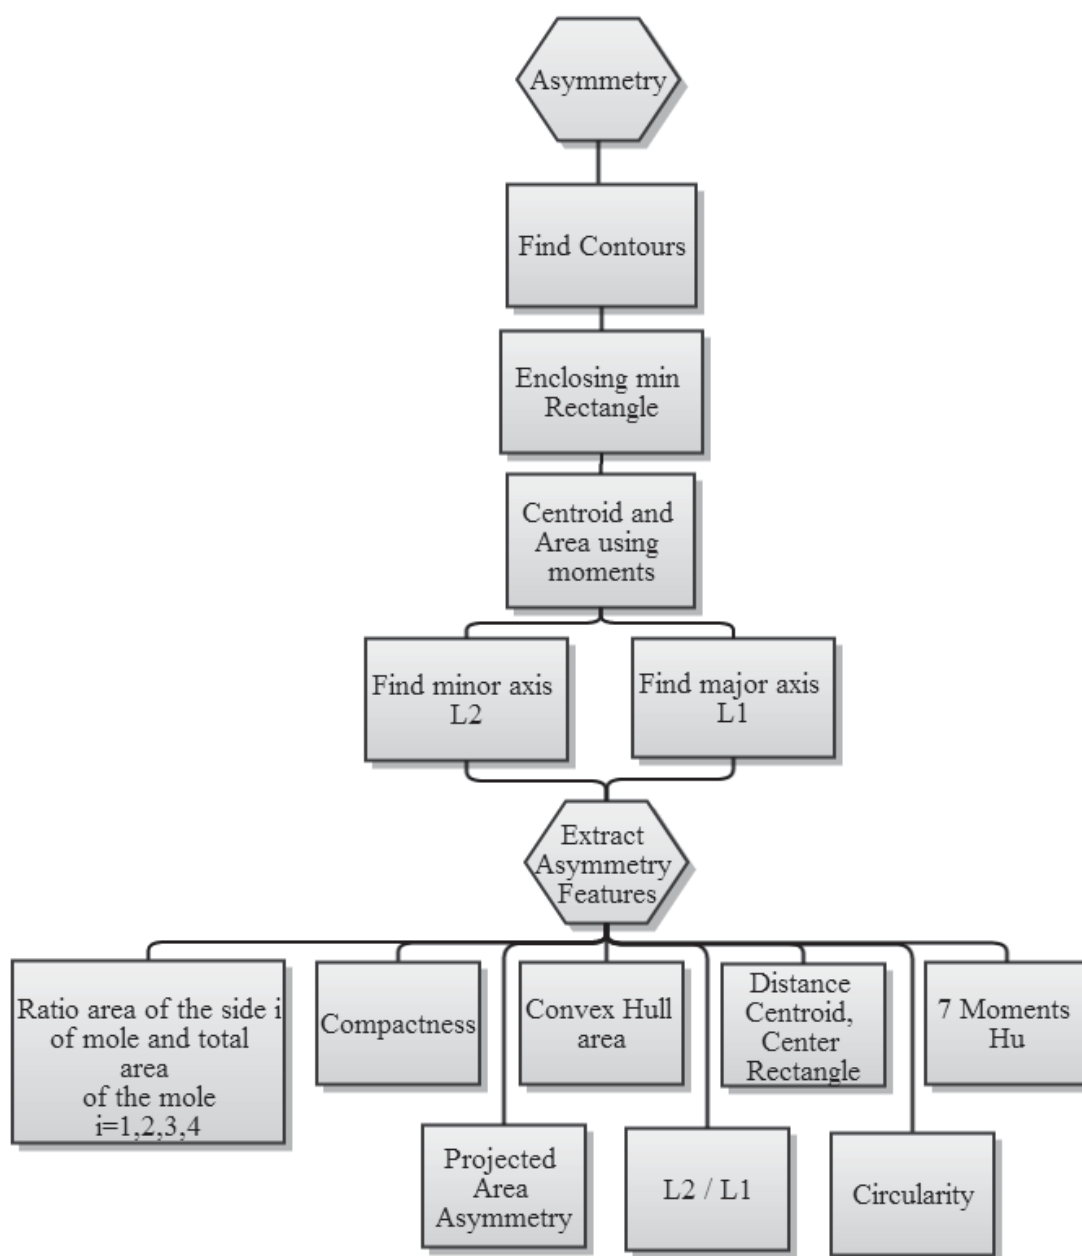 Asymmetry
Find Contours
Enclosing min
Rectangle
Centroid and
Area using
moments
Find minor axis
L2
Find major axis
L1
Extract
Asymmetry
Features
Ratio area of the side i
of mole and total
area
of the mole
i=1,2,3,4
Compactness
Convex Hull
area
Distance
Centroid,
Center
Rectangle
7 Moments
Hu
Projected
Area
Asymmetry
L2 / L1
Circularity